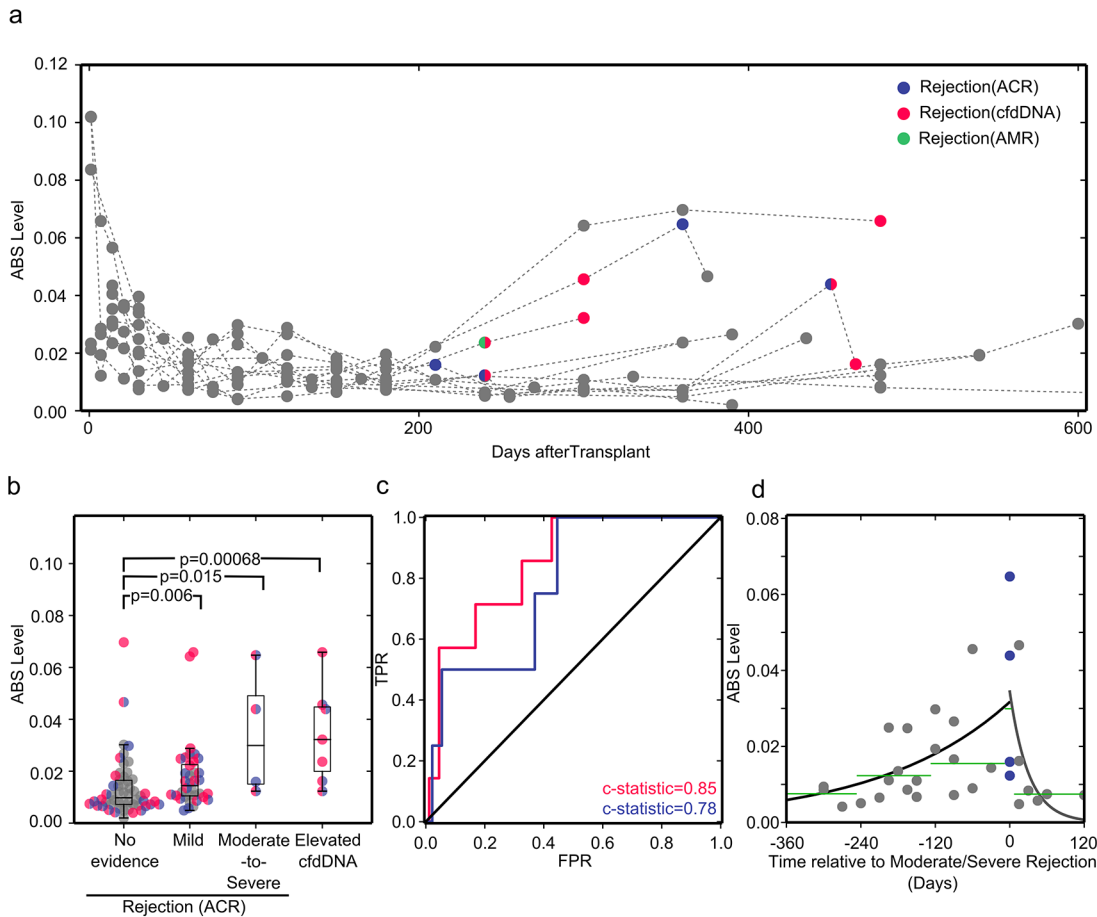 a
0.12
0.10
0.08
0.06
0.04
0.02
0.00
ABS Level
Rejection(ACR)
Rejection(cfdDNA)
Rejection(AMR)
0
200
400
600
Days afterTransplant
b
ABS Level
0.10
0.08
0.06
0.04
0.02
0.00
p=0.00068
p=0.015
p=0.006
No
evidence
Mild
Moderate
-to-
Severe
Elevated
cfdDNA
Rejection (ACR)
c
TPR
1.0
0.8
0.6
0.4
0.2
0.0
c-statistic=0.85
c-statistic=0.78
0.0
0.2
0.4
0.6
0.8
1.0
FPR
d
ABS Level
0.08
0.06
0.04
0.02
0.00
-360
-240
-120
0
120
Time relative to Moderate/Severe Rejection
(Days)